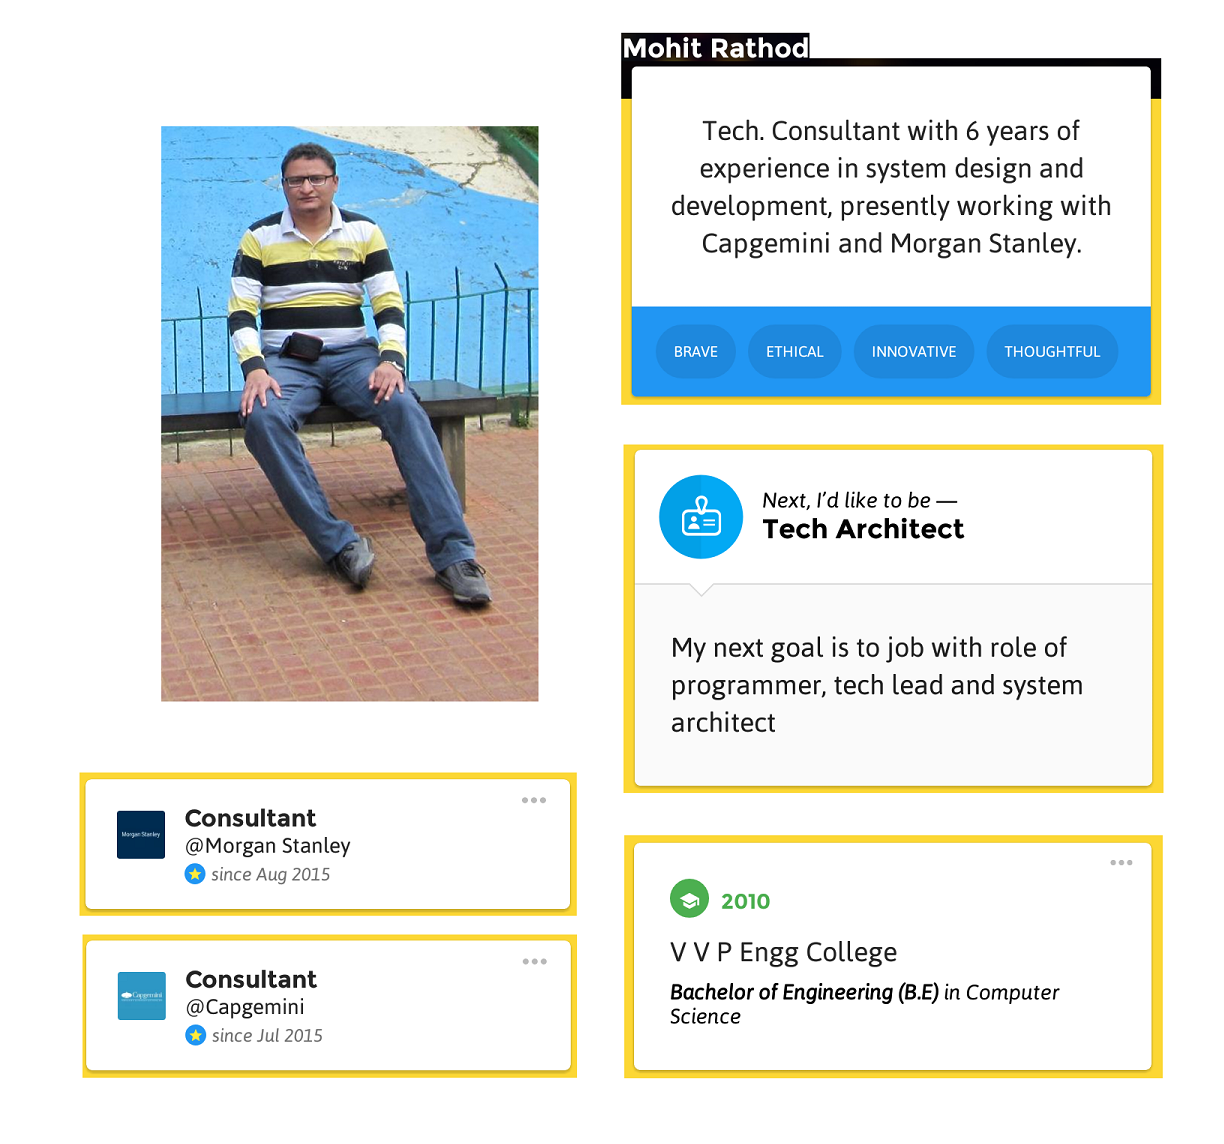 Mohit Rathod
Tech. Consultant with 6 years of
experience in system design and
development, presently working with
Capgemini and Morgan Stanley.
BRAVE
ETHICAL
INNOVATIVE
THOUGHTFUL
Next, I'd like to be —
Tech Architect
My next goal is to job with role of
programmer, tech lead and system
architect
Morgan Stanley
Consultant
@Morgan Stanley
since Aug 2015
Capgemini
Consultant
@Capgemini
since Jul 2015
2010
V V P Engg College
Bachelor of Engineering (B.E) in Computer
Science